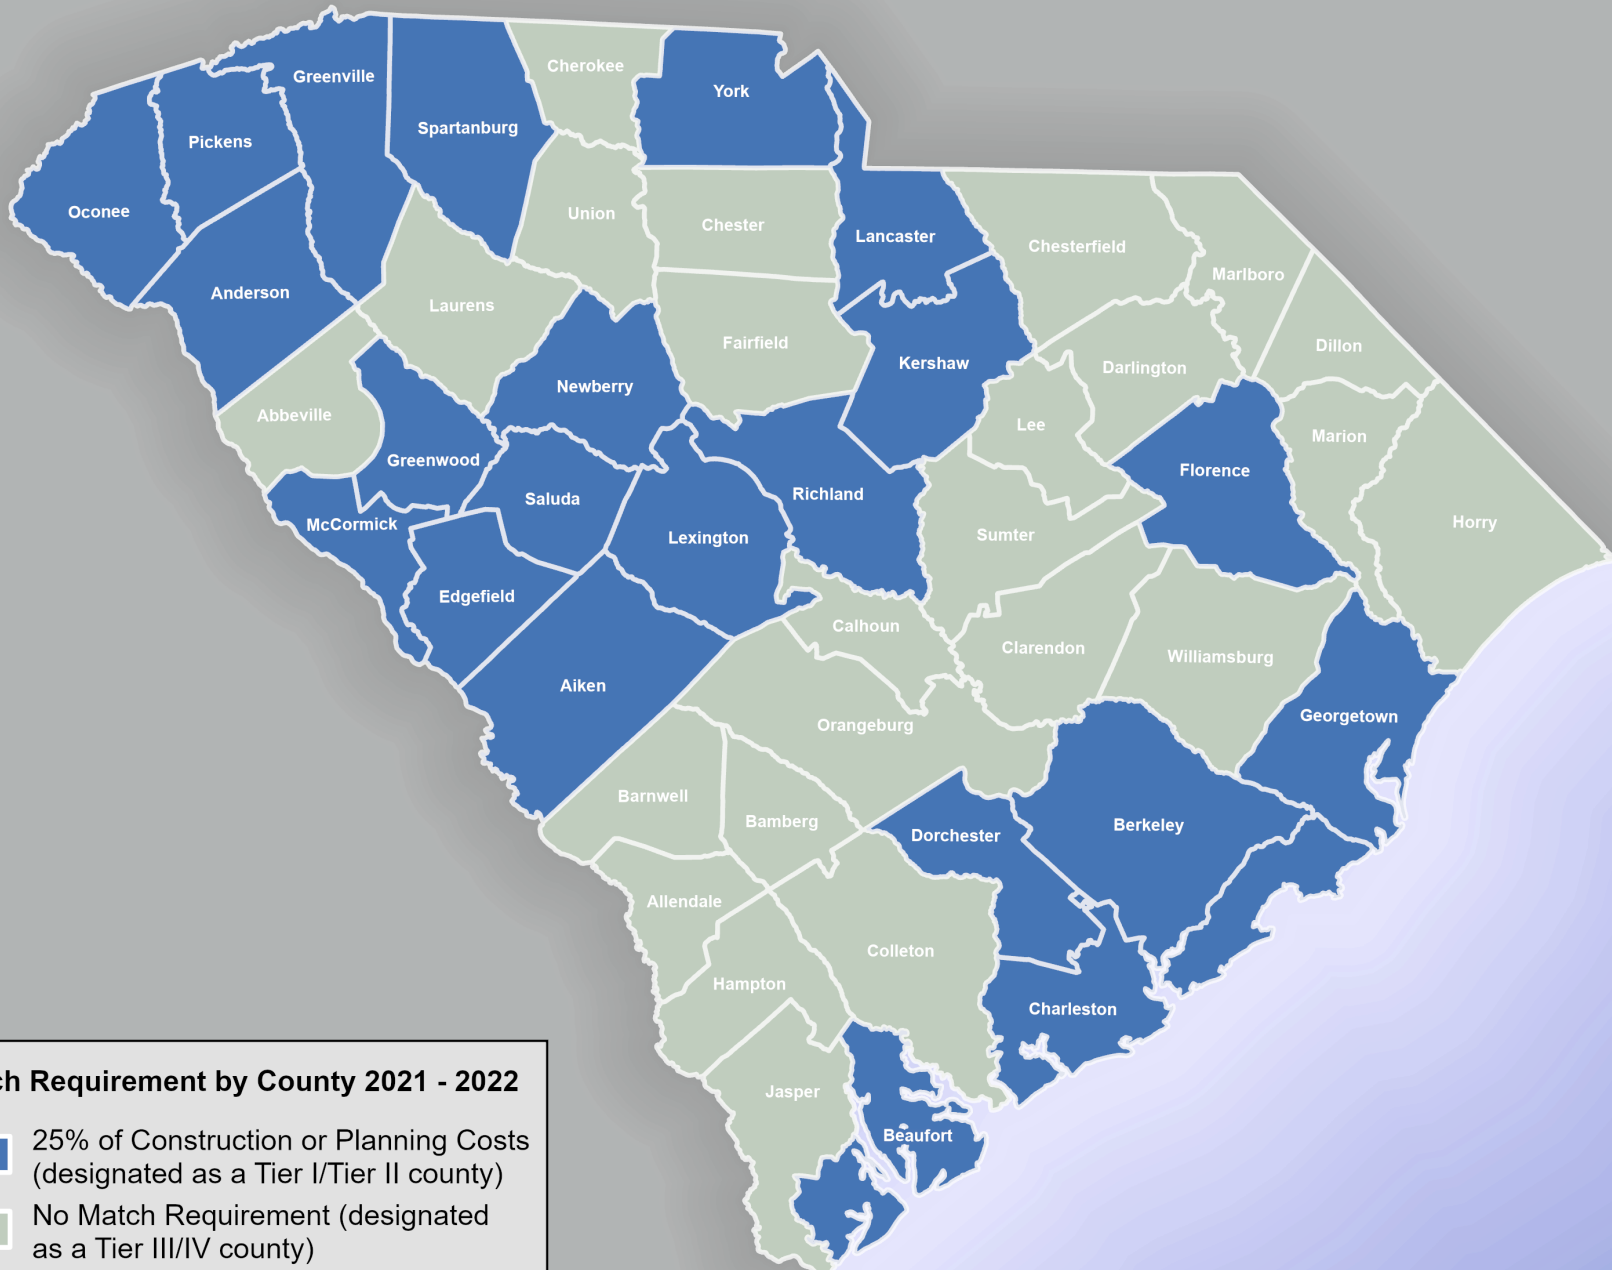 Cherokee
Greenville
York
Spartanburg
Pickens
Oconee
Union
Chester
Lancaster
Chesterfield
Marlboro
Anderson
Laurens
Fairfield
Dillon
Kershaw
Darlington
Newberry
Abbeville
Lee
Marion
Greenwood
Florence
Saluda
Richland
McCormick
Horry
Lexington
Sumter
Edgefield
Calhoun
Clarendon
Williamsburg
Aiken
Georgetown
Orangeburg
Barnwell
Bamberg
Berkeley
Dorchester
Allendale
Colleton
Hampton
Charleston
Jasper
Beaufort
ch Requirement by County 2021 - 2022
25% of Construction or Planning Costs
(designated as a Tier I/Tier II county)
No Match Requirement (designated
as a Tier III/IV county)